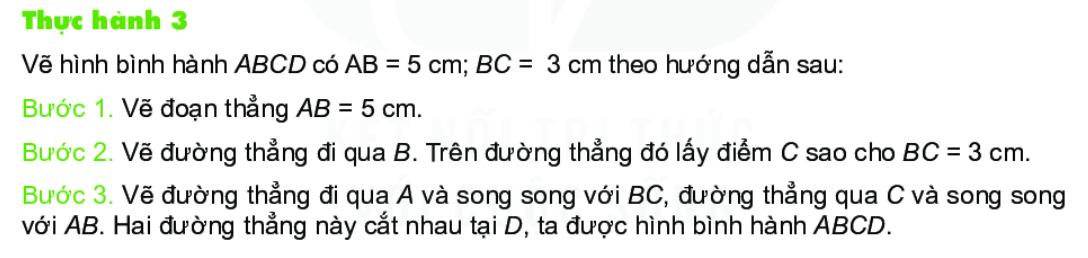 Thực hành 3
Vẽ hình bình hành ABCD có AB = 5 cm; BC = 3 cm theo hướng dẫn sau:
Bước 1. Vẽ đoạn thẳng AB = 5 cm.
Bước 2. Vẽ đường thẳng đi qua B. Trên đường thẳng đó lấy điểm C sao cho BC = 3 cm.
Bước 3. Vẽ đường thẳng đi qua A và song song với BC, đường thẳng qua C và song song
với AB. Hai đường thẳng này cắt nhau tại D, ta được hình bình hành ABCD.
KẾT NỐI TRI THỨC